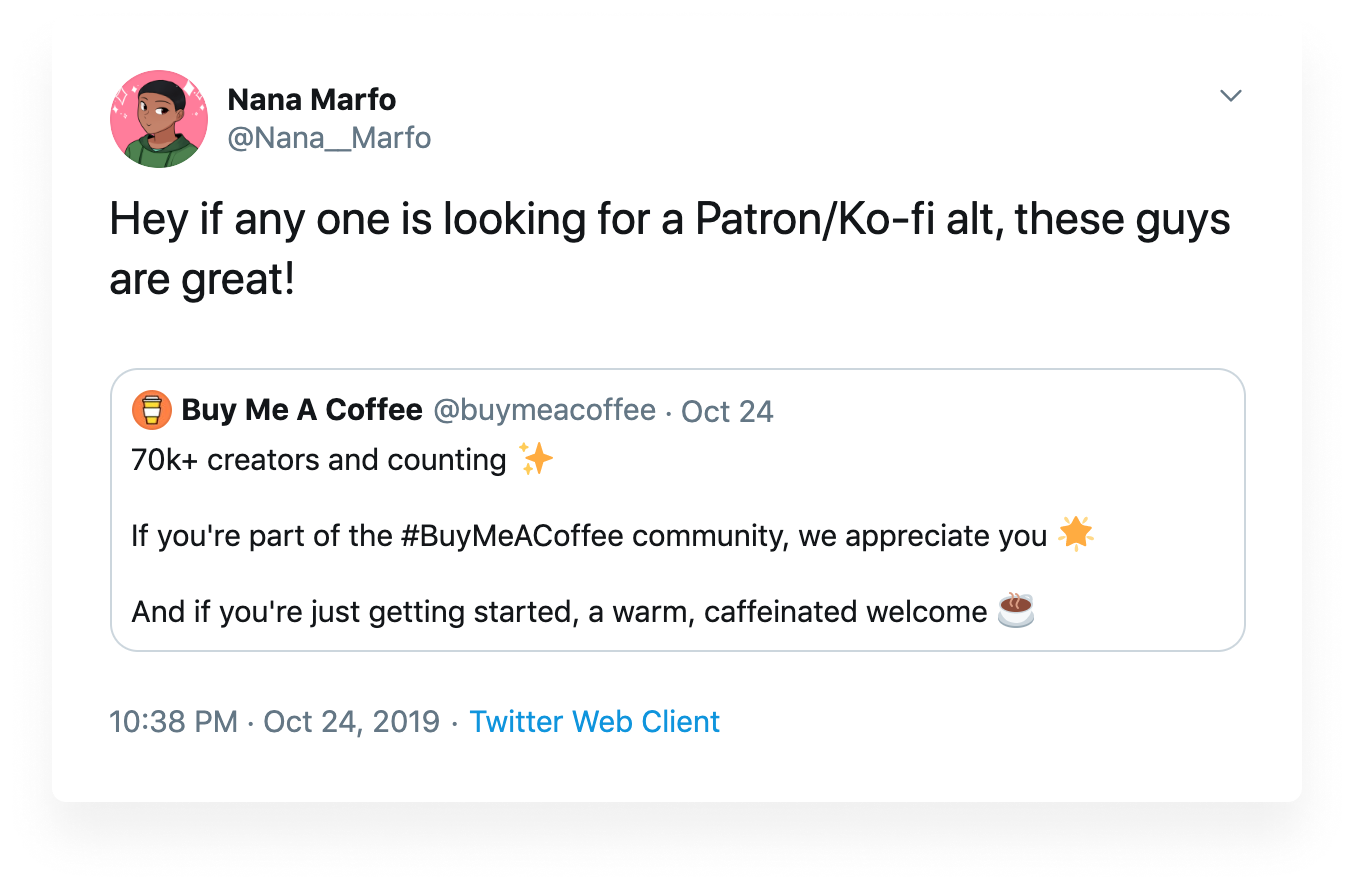 Nana Marfo
@Nana__Marfo
Hey if any one is looking for a Patron/Ko-fi alt, these guys
are great!
Buy Me A Coffee @buymeacoffee · Oct 24
70k+ creators and counting ✨
If you're part of the #BuyMeACoffee community, we appreciate you 🌟
And if you're just getting started, a warm, caffeinated welcome ☕
10:38 PM · Oct 24, 2019 · Twitter Web Client